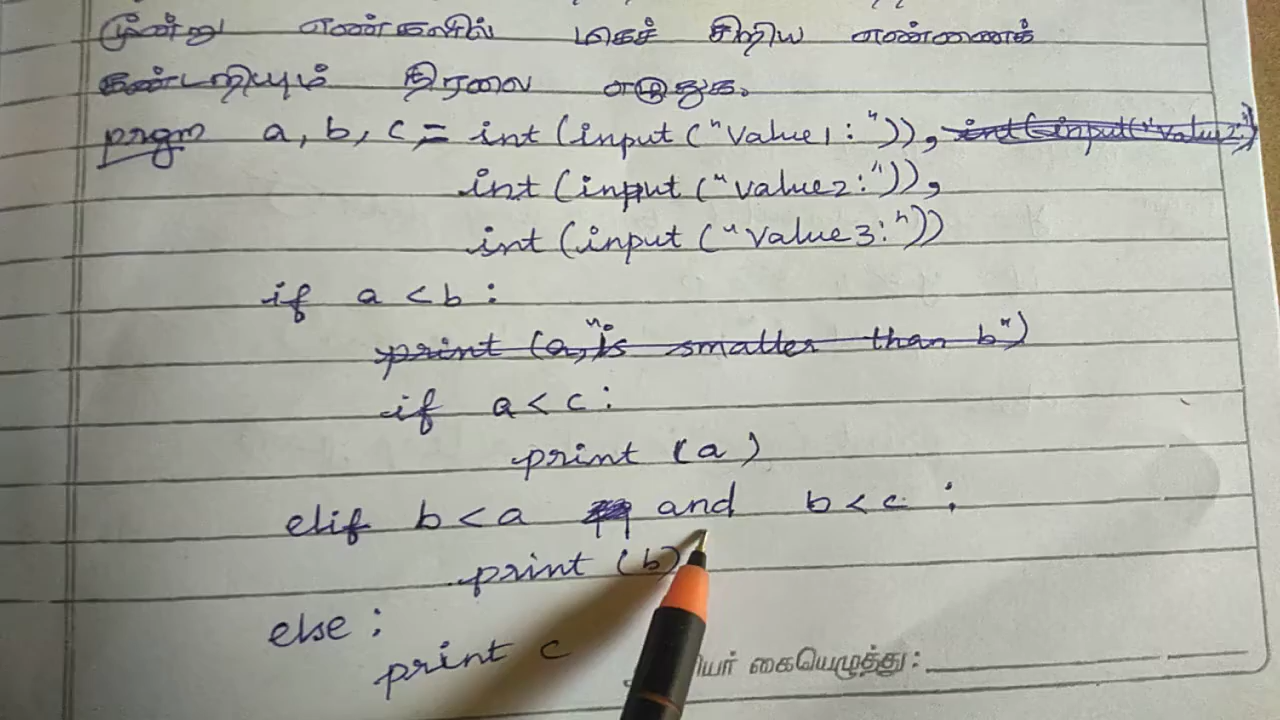 மூன்று எண்களில் மிகச் சிறிய எண்ணைக்
கண்டறியும் நிரலை எழுதுக.
prgm a, b, c, = int (input ("Value1:")), int (input ("Value2:"))
int (input ("Value2:")),
int (input ("Value3:"))
if a < b :
print (a, "is smaller than b")
if a < c :
print (a)
elif b < a and b < c :
print (b)
else :
print c
யர் கையெழுத்து: